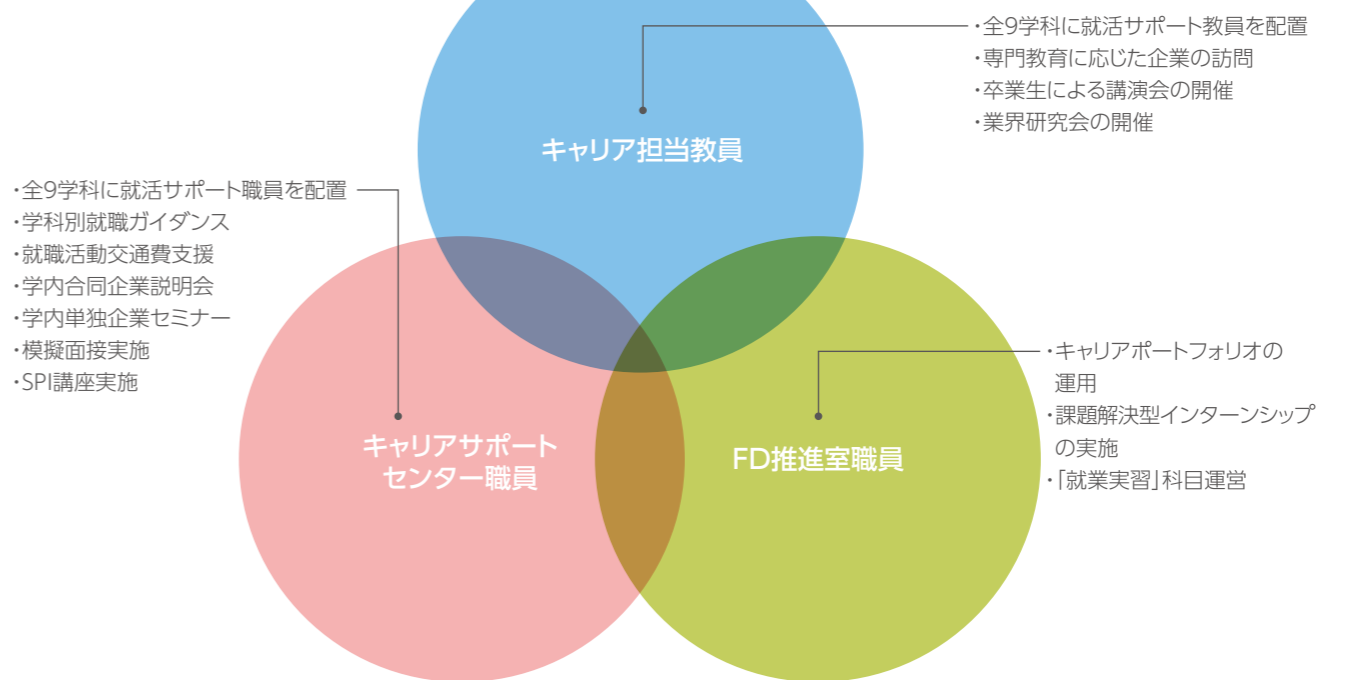 ・全9学科に就活サポート教員を配置
・専門教育に応じた企業の訪問
・卒業生による講演会の開催
・業界研究会の開催
キャリア担当教員
・全9学科に就活サポート職員を配置
・学科別就職ガイダンス
・就職活動交通費支援
・学内合同企業説明会
・学内単独企業セミナー
・模擬面接実施
・SPI講座実施
キャリアサポート
センター職員
・キャリアポートフォリオの
運用
・課題解決型インターンシップ
の実施
・「就業実習」科目運営
FD推進室職員